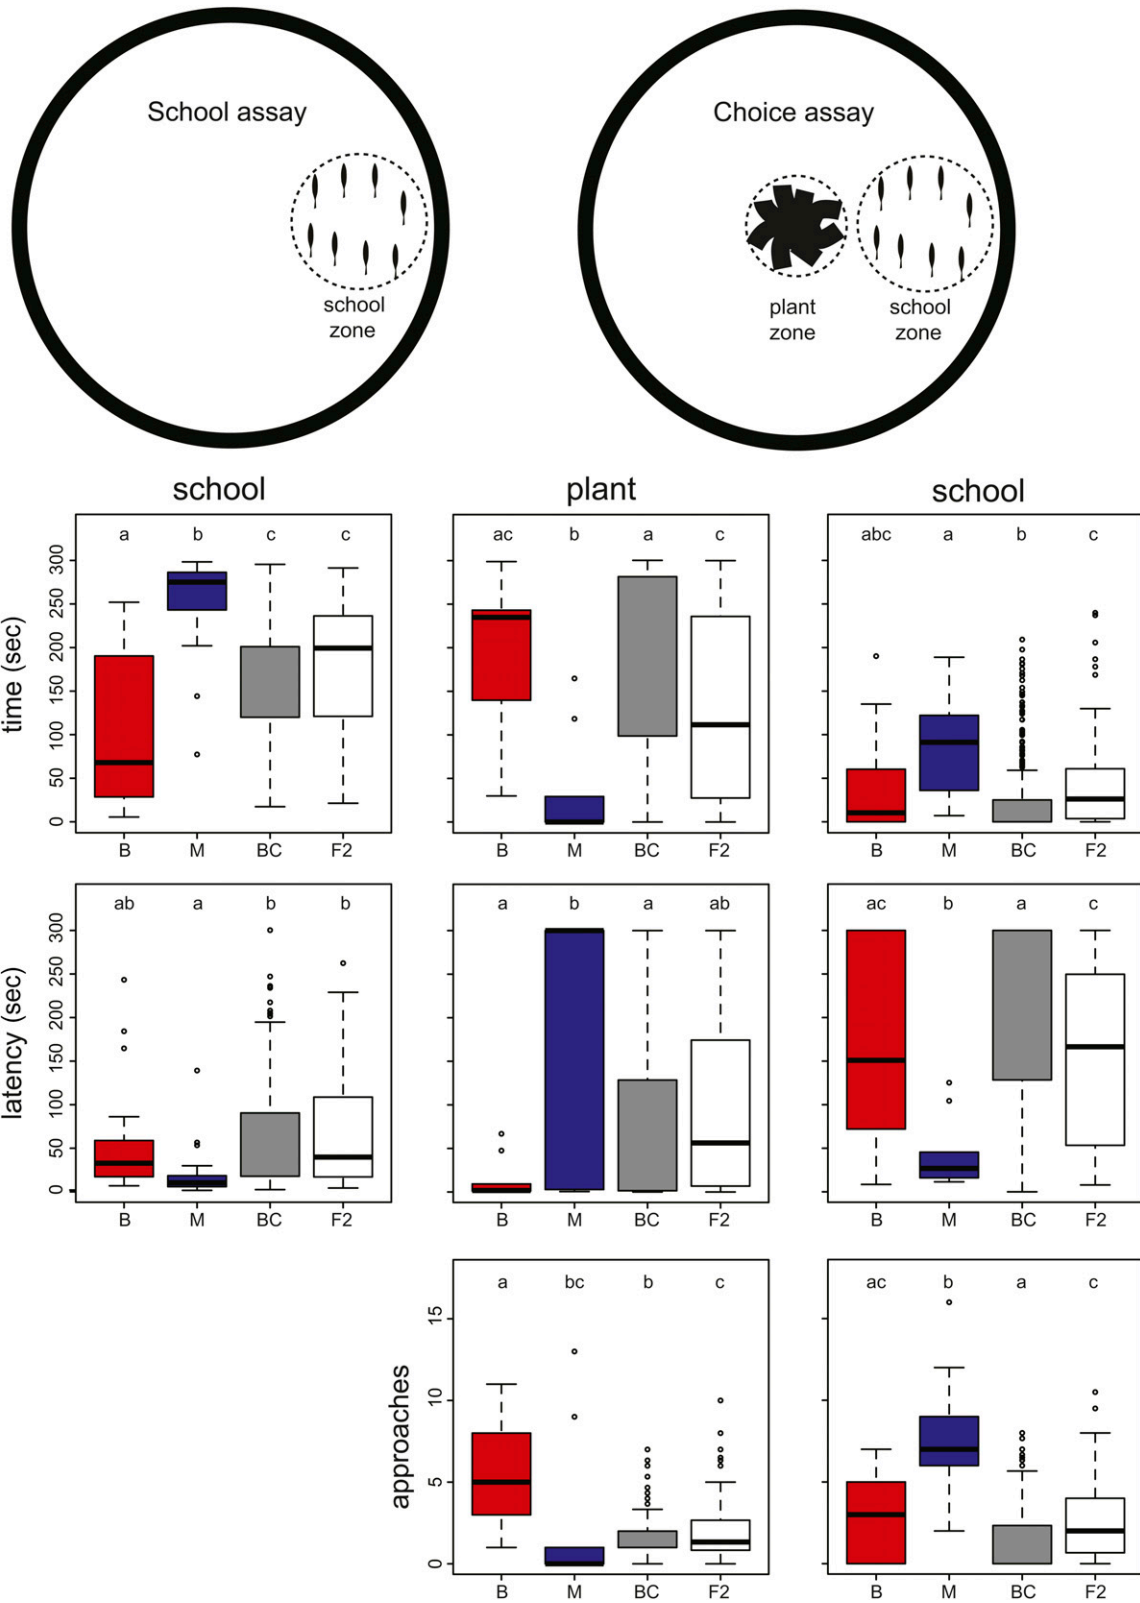 School assay
Choice assay
school
zone
plant
zone
school
zone
school
plant
school
time (sec)
0 50 100 150 200 250 300
a b c c
B M BC F2
ac b a c
B M BC F2
abc a b c
B M BC F2
latency (sec)
0 50 100 150 200 250 300
ab a b b
B M BC F2
a b a ab
B M BC F2
ac b a c
B M BC F2
approaches
0 5 10 15
a bc b c
B M BC F2
ac b a c
B M BC F2